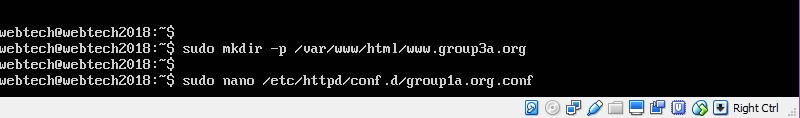 webtech@webtech2018:~$
webtech@webtech2018:~$ sudo mkdir -p /var/www/html/www.group3a.org
webtech@webtech2018:~$
webtech@webtech2018:~$ sudo nano /etc/httpd/conf.d/group1a.org.conf
Right Ctrl